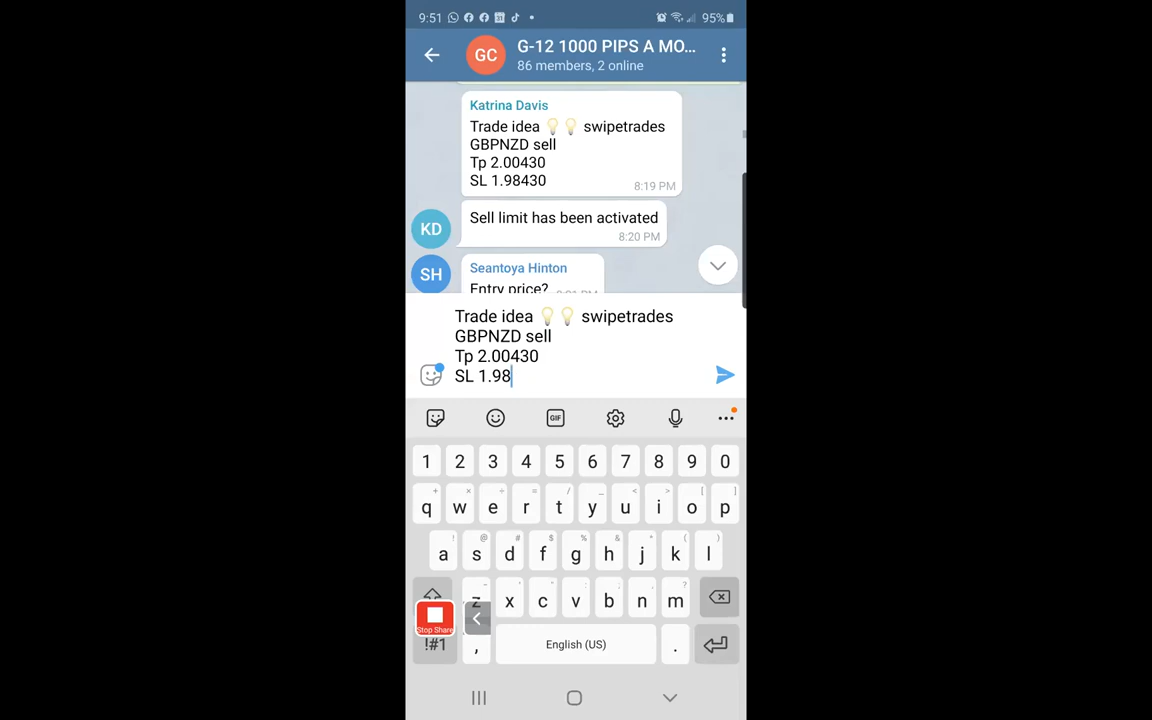 9:51
95%
GC
G-12 1000 PIPS A MO...
86 members, 2 online
Katrina Davis
Trade idea 💡💡 swipetrades
GBPNZD sell
Tp 2.00430
SL 1.98430
8:19 PM
KD
Sell limit has been activated
8:20 PM
SH
Seantoya Hinton
Entry price?
Trade idea 💡💡 swipetrades
GBPNZD sell
Tp 2.00430
SL 1.98
GIF
1 2 3 4 5 6 7 8 9 0
q w e r t y u i o p
a s d f g h j k l
z x c v b n m
Stop Share
!#1 , English (US) .